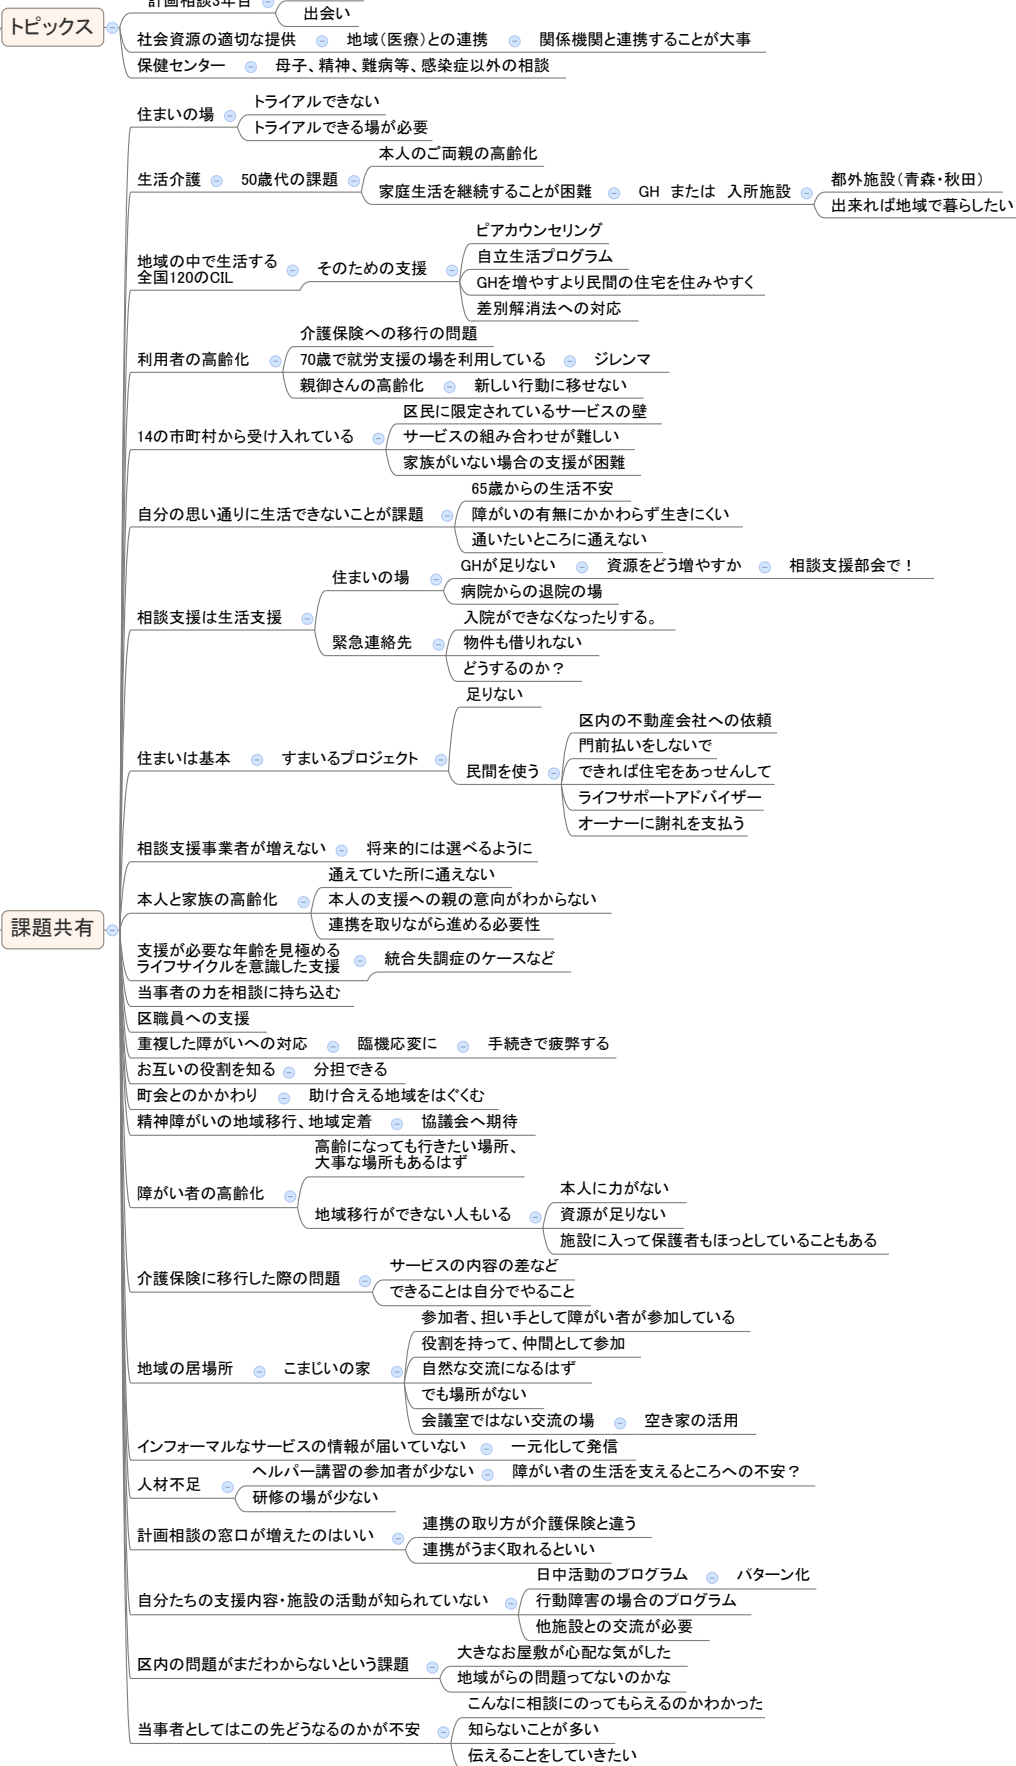 計画相談3年目
出会い
トピックス
社会資源の適切な提供 地域(医療)との連携 関係機関と連携することが大事
保健センター 母子、精神、難病等、感染症以外の相談
住まいの場
トライアルできない
トライアルできる場が必要
生活介護 50歳代の課題
本人のご両親の高齢化
家庭生活を継続することが困難 GH または 入所施設
都外施設(青森・秋田)
出来れば地域で暮らしたい
地域の中で生活する
全国120のCIL
そのための支援
ピアカウンセリング
自立生活プログラム
GHを増やすより民間の住宅を住みやすく
差別解消法への対応
利用者の高齢化
介護保険への移行の問題
70歳で就労支援の場を利用している ジレンマ
親御さんの高齢化 新しい行動に移せない
14の市町村から受け入れている
区民に限定されているサービスの壁
サービスの組み合わせが難しい
家族がいない場合の支援が困難
自分の思い通りに生活できないことが課題
65歳からの生活不安
障がいの有無にかかわらず生きにくい
通いたいところに通えない
相談支援は生活支援
住まいの場
GHが足りない 資源をどう増やすか 相談支援部会で！
病院からの退院の場
緊急連絡先
入院ができなくなったりする。
物件も借りれない
どうするのか？
住まいは基本 すまいるプロジェクト
足りない
民間を使う
区内の不動産会社への依頼
門前払いをしないで
できれば住宅をあっせんして
ライフサポートアドバイザー
オーナーに謝礼を支払う
相談支援事業者が増えない 将来的には選べるように
本人と家族の高齢化
通えていた所に通えない
本人の支援への親の意向がわからない
連携を取りながら進める必要性
課題共有
支援が必要な年齢を見極める
ライフサイクルを意識した支援
統合失調症のケースなど
当事者の力を相談に持ち込む
区職員への支援
重複した障がいへの対応 臨機応変に 手続きで疲弊する
お互いの役割を知る 分担できる
町会とのかかわり 助け合える地域をはぐくむ
精神障がいの地域移行、地域定着 協議会へ期待
障がい者の高齢化
高齢になっても行きたい場所、
大事な場所もあるはず
地域移行ができない人もいる
本人に力がない
資源が足りない
施設に入って保護者もほっとしていることもある
介護保険に移行した際の問題
サービスの内容の差など
できることは自分でやること
地域の居場所 こまじいの家
参加者、担い手として障がい者が参加している
役割を持って、仲間として参加
自然な交流になるはず
でも場所がない
会議室ではない交流の場 空き家の活用
インフォーマルなサービスの情報が届いていない 一元化して発信
人材不足
ヘルパー講習の参加者が少ない 障がい者の生活を支えるところへの不安？
研修の場が少ない
計画相談の窓口が増えたのはいい
連携の取り方が介護保険と違う
連携がうまく取れるといい
自分たちの支援内容・施設の活動が知られていない
日中活動のプログラム パターン化
行動障害の場合のプログラム
他施設との交流が必要
区内の問題がまだわからないという課題
大きなお屋敷が心配な気がした
地域がらの問題ってないのかな
当事者としてはこの先どうなるのかが不安
こんなに相談にのってもらえるのかわかった
知らないことが多い
伝えることをしていきたい